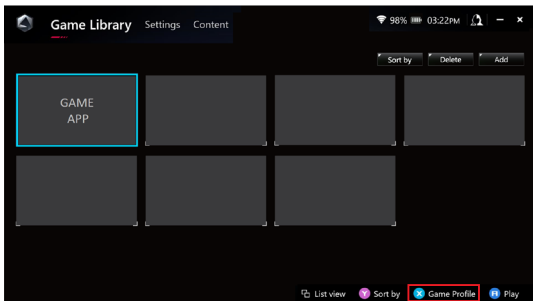 Game Library Settings Content 98% 03:22PM
Sort by Delete Add
GAME
APP
List view Y Sort by X Game Profile B Play